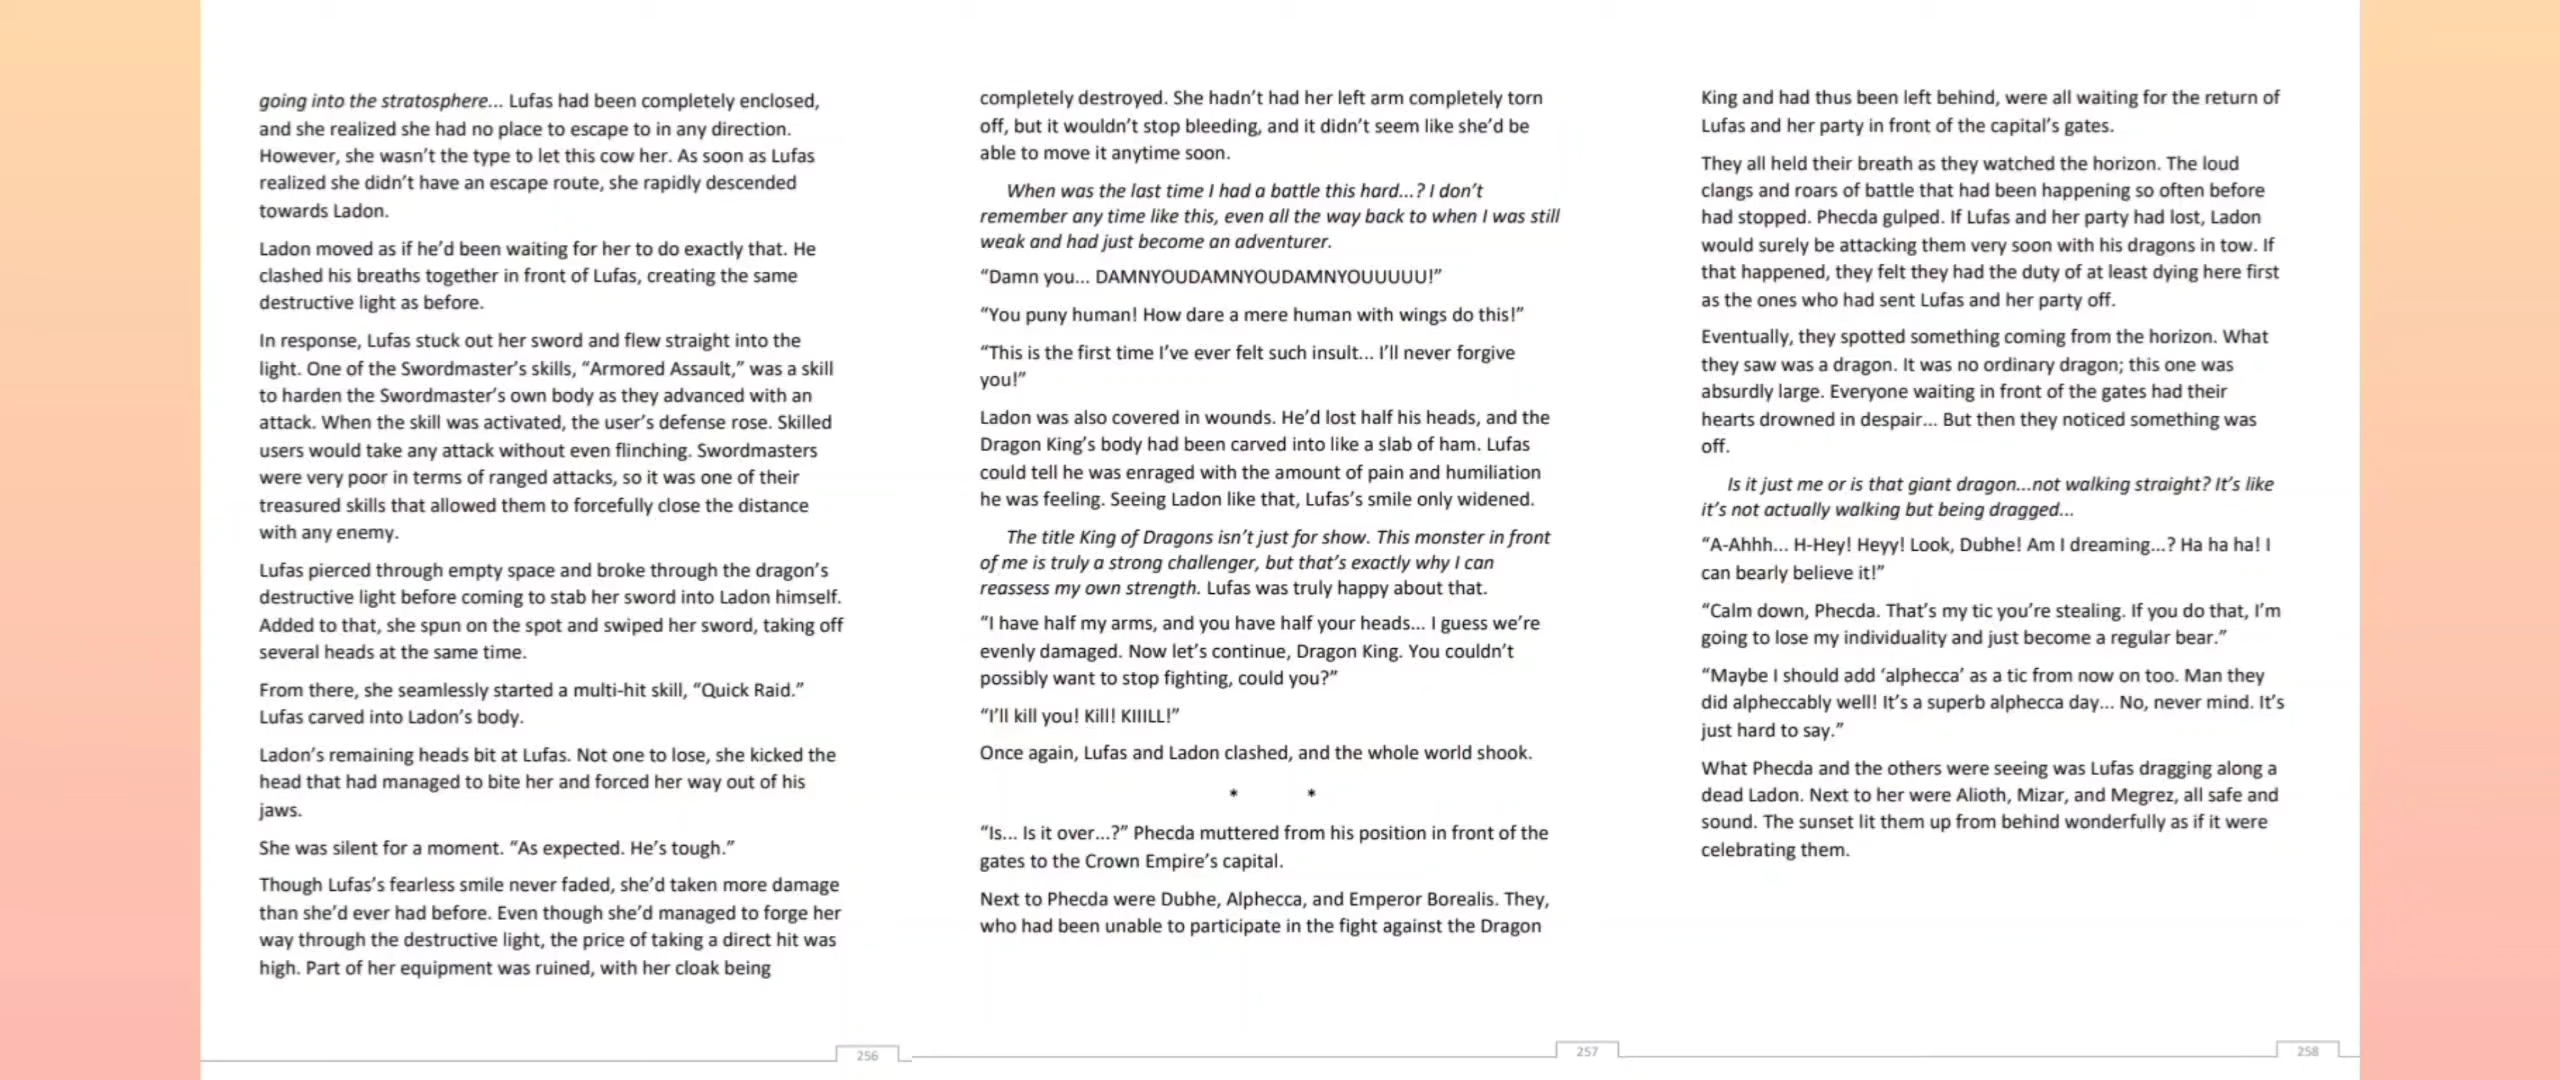 going into the stratosphere... Lufas had been completely enclosed,
and she realized she had no place to escape to in any direction.
However, she wasn't the type to let this cow her. As soon as Lufas
realized she didn't have an escape route, she rapidly descended
towards Ladon.
Ladon moved as if he'd been waiting for her to do exactly that. He
clashed his breaths together in front of Lufas, creating the same
destructive light as before.
In response, Lufas stuck out her sword and flew straight into the
light. One of the Swordmaster's skills, “Armored Assault,” was a skill
to harden the Swordmaster's own body as they advanced with an
attack. When the skill was activated, the user's defense rose. Skilled
users would take any attack without even flinching. Swordmasters
were very poor in terms of ranged attacks, so it was one of their
treasured skills that allowed them to forcefully close the distance
with any enemy.
Lufas pierced through empty space and broke through the dragon's
destructive light before coming to stab her sword into Ladon himself.
Added to that, she spun on the spot and swiped her sword, taking off
several heads at the same time.
From there, she seamlessly started a multi-hit skill, “Quick Raid.”
Lufas carved into Ladon's body.
Ladon's remaining heads bit at Lufas. Not one to lose, she kicked the
head that had managed to bite her and forced her way out of his
jaws.
She was silent for a moment. “As expected. He's tough.”
Though Lufas's fearless smile never faded, she'd taken more damage
than she'd ever had before. Even though she'd managed to forge her
way through the destructive light, the price of taking a direct hit was
high. Part of her equipment was ruined, with her cloak being
256
completely destroyed. She hadn't had her left arm completely torn
off, but it wouldn't stop bleeding, and it didn't seem like she'd be
able to move it anytime soon.
When was the last time I had a battle this hard...? I don't
remember any time like this, even all the way back to when I was still
weak and had just become an adventurer.
“Damn you... DAMNYOUDAMNYOUDAMNYOUUUUU!”
“You puny human! How dare a mere human with wings do this!”
“This is the first time I've ever felt such insult... I'll never forgive
you!”
Ladon was also covered in wounds. He'd lost half his heads, and the
Dragon King's body had been carved into like a slab of ham. Lufas
could tell he was enraged with the amount of pain and humiliation
he was feeling. Seeing Ladon like that, Lufas's smile only widened.
The title King of Dragons isn't just for show. This monster in front
of me is truly a strong challenger, but that's exactly why I can
reassess my own strength. Lufas was truly happy about that.
“I have half my arms, and you have half your heads... I guess we're
evenly damaged. Now let's continue, Dragon King. You couldn't
possibly want to stop fighting, could you?”
“I'll kill you! Kill! KIIILL!”
Once again, Lufas and Ladon clashed, and the whole world shook.
* *
“Is... Is it over...?” Phecda muttered from his position in front of the
gates to the Crown Empire's capital.
Next to Phecda were Dubhe, Alphecca, and Emperor Borealis. They,
who had been unable to participate in the fight against the Dragon
257
King and had thus been left behind, were all waiting for the return of
Lufas and her party in front of the capital's gates.
They all held their breath as they watched the horizon. The loud
clangs and roars of battle that had been happening so often before
had stopped. Phecda gulped. If Lufas and her party had lost, Ladon
would surely be attacking them very soon with his dragons in tow. If
that happened, they felt they had the duty of at least dying here first
as the ones who had sent Lufas and her party off.
Eventually, they spotted something coming from the horizon. What
they saw was a dragon. It was no ordinary dragon; this one was
absurdly large. Everyone waiting in front of the gates had their
hearts drowned in despair... But then they noticed something was
off.
Is it just me or is that giant dragon...not walking straight? It's like
it's not actually walking but being dragged...
“A-Ahhh... H-Hey! Heyy! Look, Dubhe! Am I dreaming...? Ha ha ha! I
can bearly believe it!”
“Calm down, Phecda. That's my tic you're stealing. If you do that, I'm
going to lose my individuality and just become a regular bear.”
“Maybe I should add ‘alphecca’ as a tic from now on too. Man they
did alpheccably well! It's a superb alphecca day... No, never mind. It's
just hard to say.”
What Phecda and the others were seeing was Lufas dragging along a
dead Ladon. Next to her were Alioth, Mizar, and Megrez, all safe and
sound. The sunset lit them up from behind wonderfully as if it were
celebrating them.
258